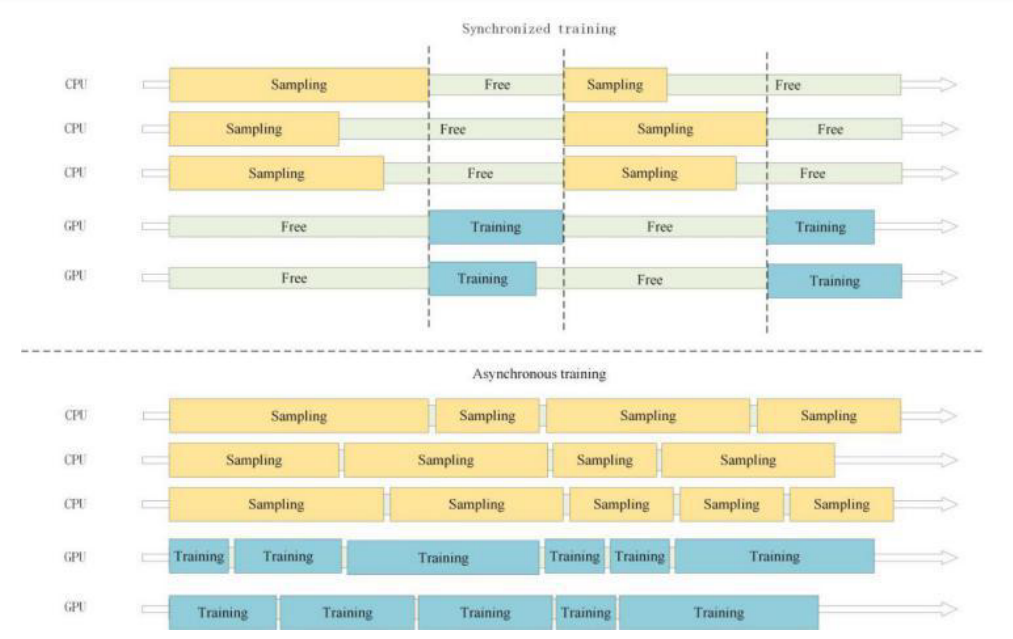 Synchronized training
CPU Sampling Free Sampling Free
CPU Sampling Free Sampling Free
CPU Sampling Free Sampling Free
GPU Free Training Free Training
GPU Free Training Free Training
Asynchronous training
CPU Sampling Sampling Sampling Sampling
CPU Sampling Sampling Sampling Sampling
CPU Sampling Sampling Sampling Sampling Sampling
GPU Training Training Training Training Training Training
GPU Training Training Training Training Training